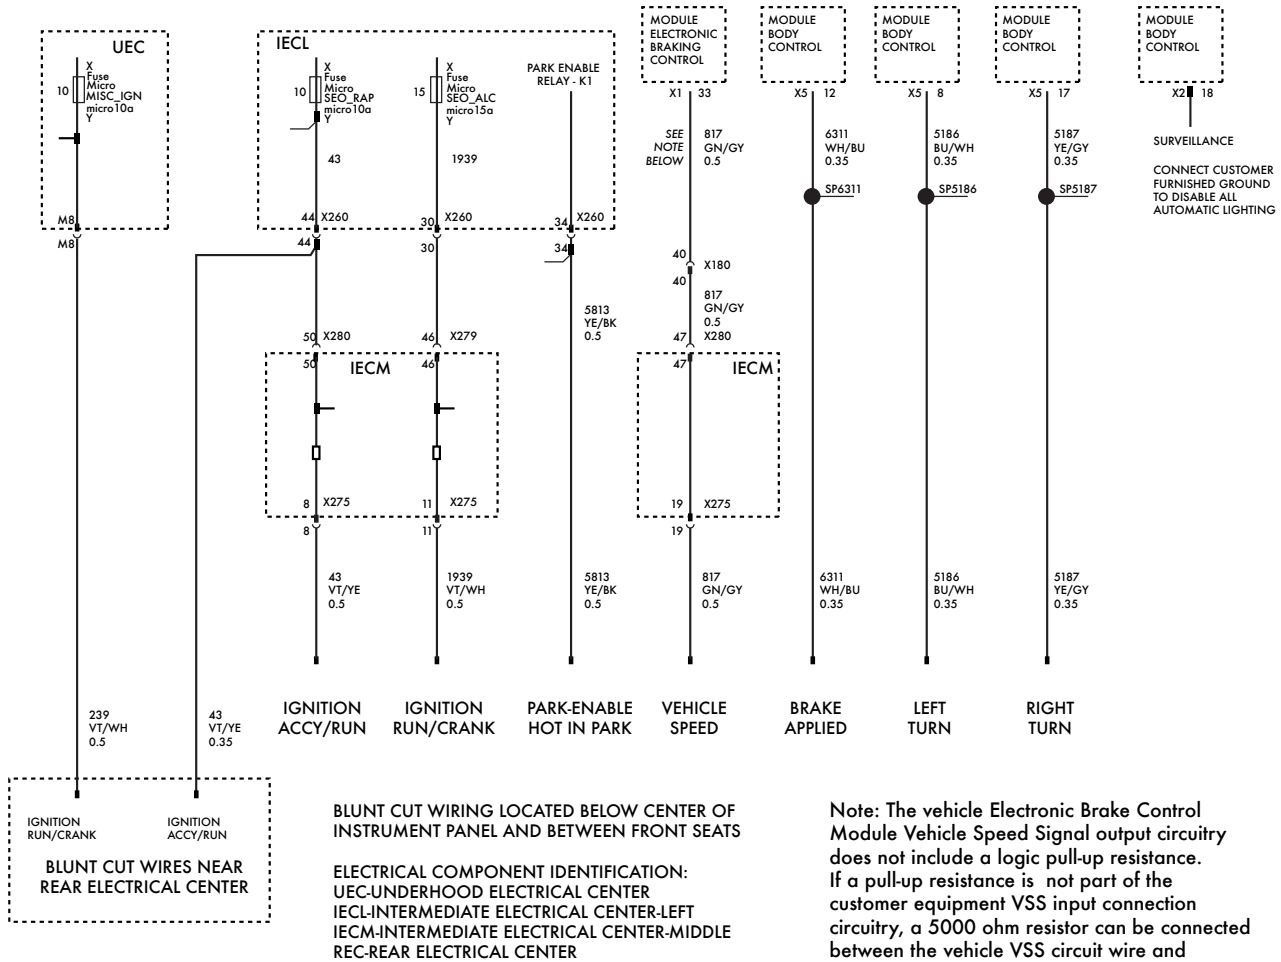 UEC
X
Fuse
Micro
MISC_IGN
micro10a
Y
10
M8
M8
IECL
X
Fuse
Micro
SEO_RAP
micro10a
Y
10
43
44 X260
44
X
Fuse
Micro
SEO_ALC
micro15a
Y
15
1939
30 X260
30
PARK ENABLE
RELAY - K1
34 X260
34
5813
YE/BK
0.5
50 X280
50
46 X279
46
IECM
8 X275
8
11 X275
11
MODULE
ELECTRONIC
BRAKING
CONTROL
X1 33
SEE
NOTE
BELOW
817
GN/GY
0.5
40
X180
40
817
GN/GY
0.5
47 X280
47
IECM
19 X275
19
MODULE
BODY
CONTROL
X5 12
6311
WH/BU
0.35
SP6311
MODULE
BODY
CONTROL
X5 8
5186
BU/WH
0.35
SP5186
MODULE
BODY
CONTROL
X5 17
5187
YE/GY
0.35
SP5187
MODULE
BODY
CONTROL
X2 18
SURVEILLANCE
CONNECT CUSTOMER
FURNISHED GROUND
TO DISABLE ALL
AUTOMATIC LIGHTING
43
VT/YE
0.5
1939
VT/WH
0.5
5813
YE/BK
0.5
817
GN/GY
0.5
6311
WH/BU
0.35
5186
BU/WH
0.35
5187
YE/GY
0.35
IGNITION
ACCY/RUN
IGNITION
RUN/CRANK
PARK-ENABLE
HOT IN PARK
VEHICLE
SPEED
BRAKE
APPLIED
LEFT
TURN
RIGHT
TURN
239
VT/WH
0.5
43
VT/YE
0.35
IGNITION
RUN/CRANK
IGNITION
ACCY/RUN
BLUNT CUT WIRES NEAR
REAR ELECTRICAL CENTER
BLUNT CUT WIRING LOCATED BELOW CENTER OF
INSTRUMENT PANEL AND BETWEEN FRONT SEATS
ELECTRICAL COMPONENT IDENTIFICATION:
UEC-UNDERHOOD ELECTRICAL CENTER
IECL-INTERMEDIATE ELECTRICAL CENTER-LEFT
IECM-INTERMEDIATE ELECTRICAL CENTER-MIDDLE
REC-REAR ELECTRICAL CENTER
Note: The vehicle Electronic Brake Control
Module Vehicle Speed Signal output circuitry
does not include a logic pull-up resistance.
If a pull-up resistance is not part of the
customer equipment VSS input connection
circuitry, a 5000 ohm resistor can be connected
between the vehicle VSS circuit wire and